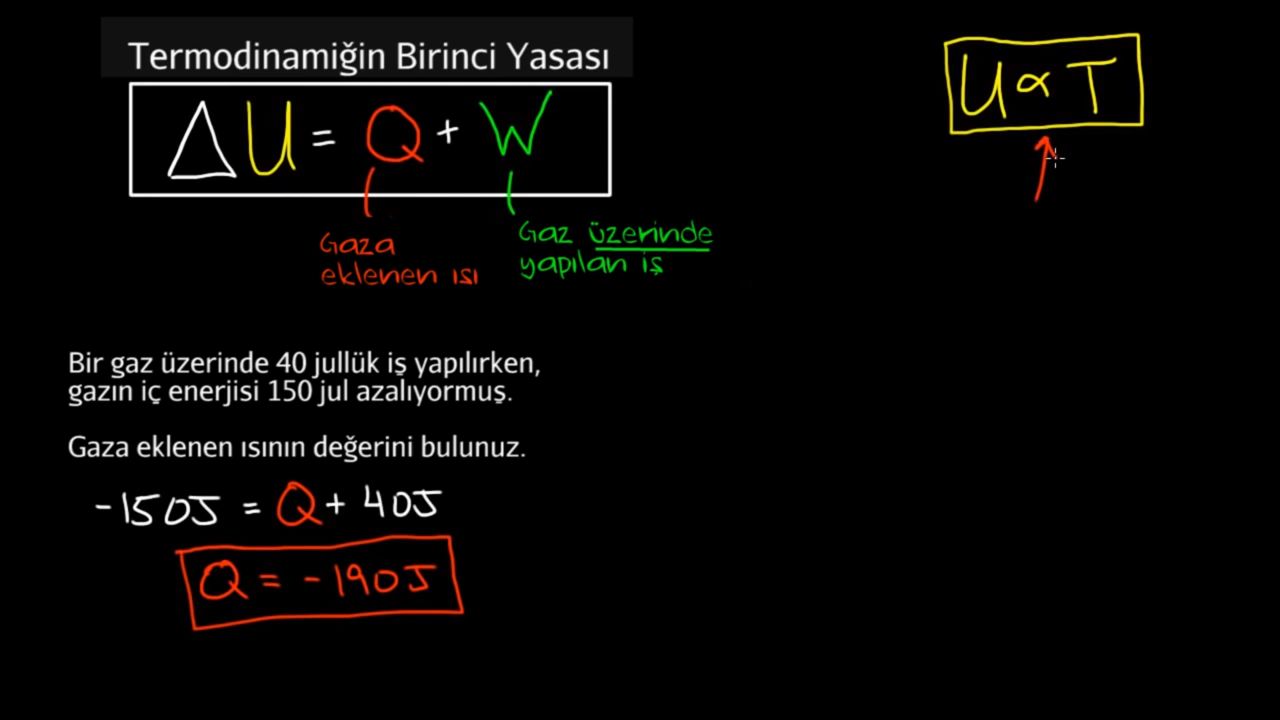 Termodinamiğin Birinci Yasası
ΔU = Q + W
U ∝ T
Gaza
eklenen ısı
Gaz üzerinde
yapılan iş
Bir gaz üzerinde 40 jullük iş yapılırken,
gazın iç enerjisi 150 jul azalıyormuş.
Gaza eklenen ısının değerini bulunuz.
-150J = Q + 40J
Q = -190J